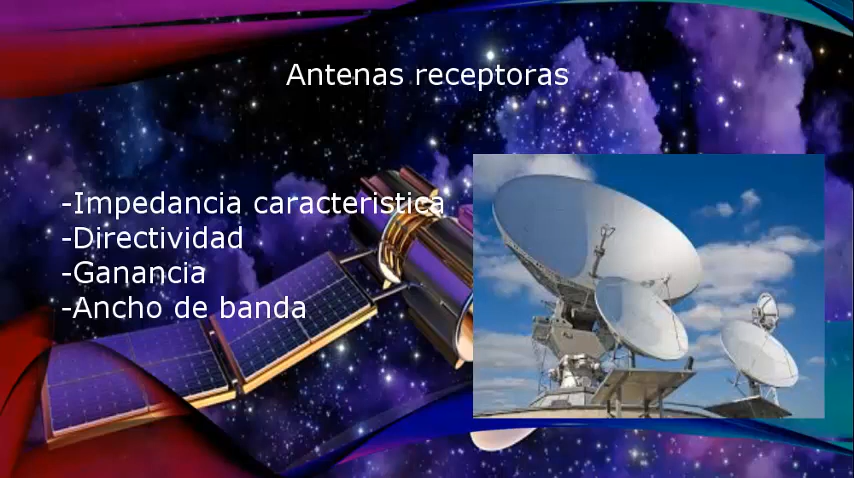 Antenas receptoras
-Impedancia caracteristica
-Directividad
-Ganancia
-Ancho de banda